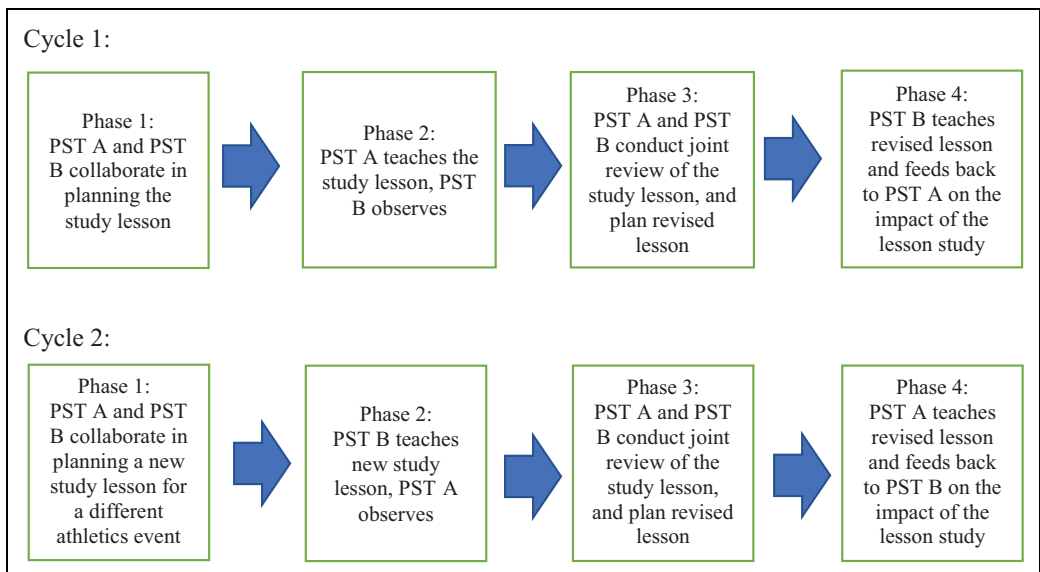 Cycle 1:
Phase 1:
PST A and PST
B collaborate in
planning the
study lesson
Phase 2:
PST A teaches the
study lesson, PST
B observes
Phase 3:
PST A and PST
B conduct joint
review of the
study lesson, and
plan revised
lesson
Phase 4:
PST B teaches
revised lesson
and feeds back
to PST A on the
impact of the
lesson study
Cycle 2:
Phase 1:
PST A and PST
B collaborate in
planning a new
study lesson for
a different
athletics event
Phase 2:
PST B teaches
new study
lesson, PST A
observes
Phase 3:
PST A and PST
B conduct joint
review of the
study lesson,
and plan revised
lesson
Phase 4:
PST A teaches
revised lesson
and feeds back
to PST B on the
impact of the
lesson study